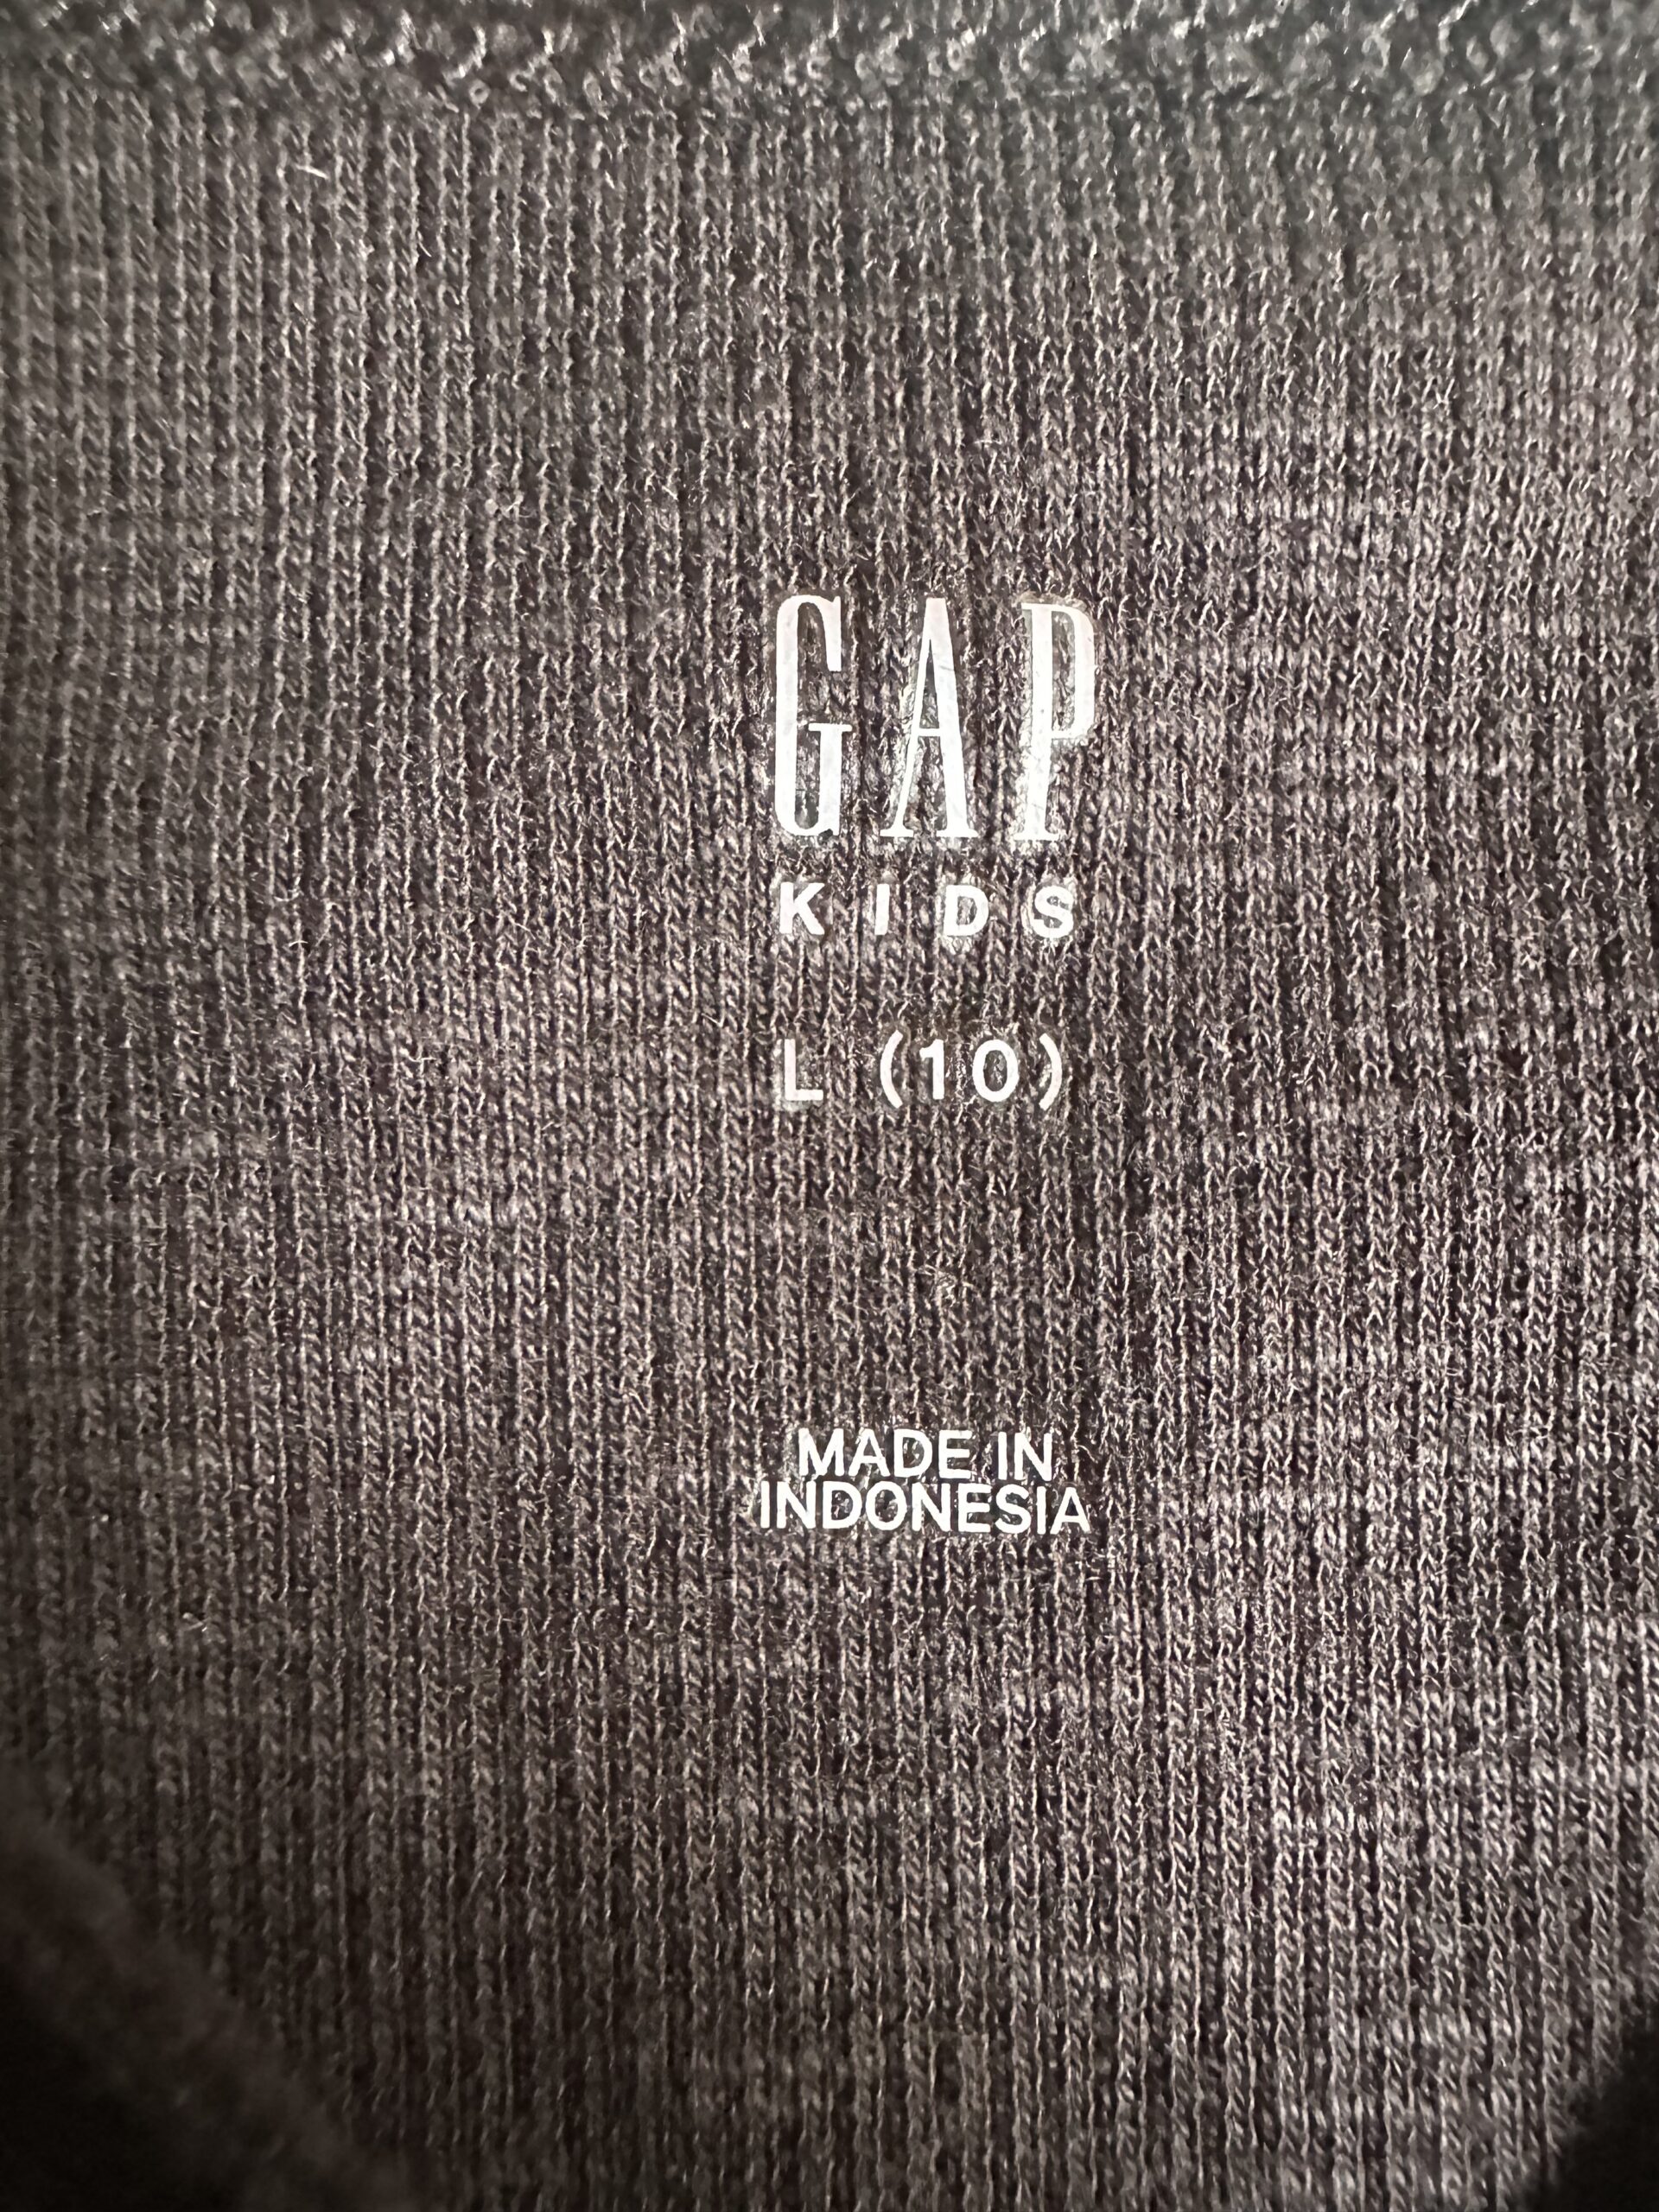 GAP
KIDS
L (10)
MADE IN
INDONESIA